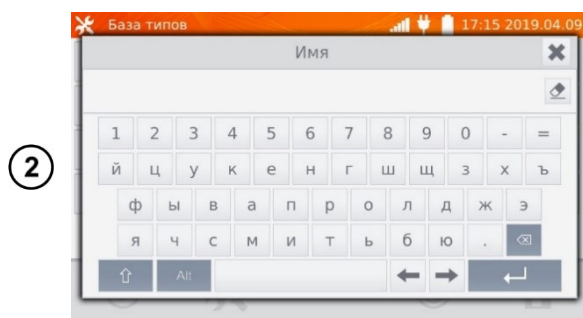 База типов 17:15 2019.04.09
Имя
②
1 2 3 4 5 6 7 8 9 0 - =
й ц у к е н г ш щ з х ъ
ф ы в а п р о л д ж э
я ч с м и т ь б ю .
Alt